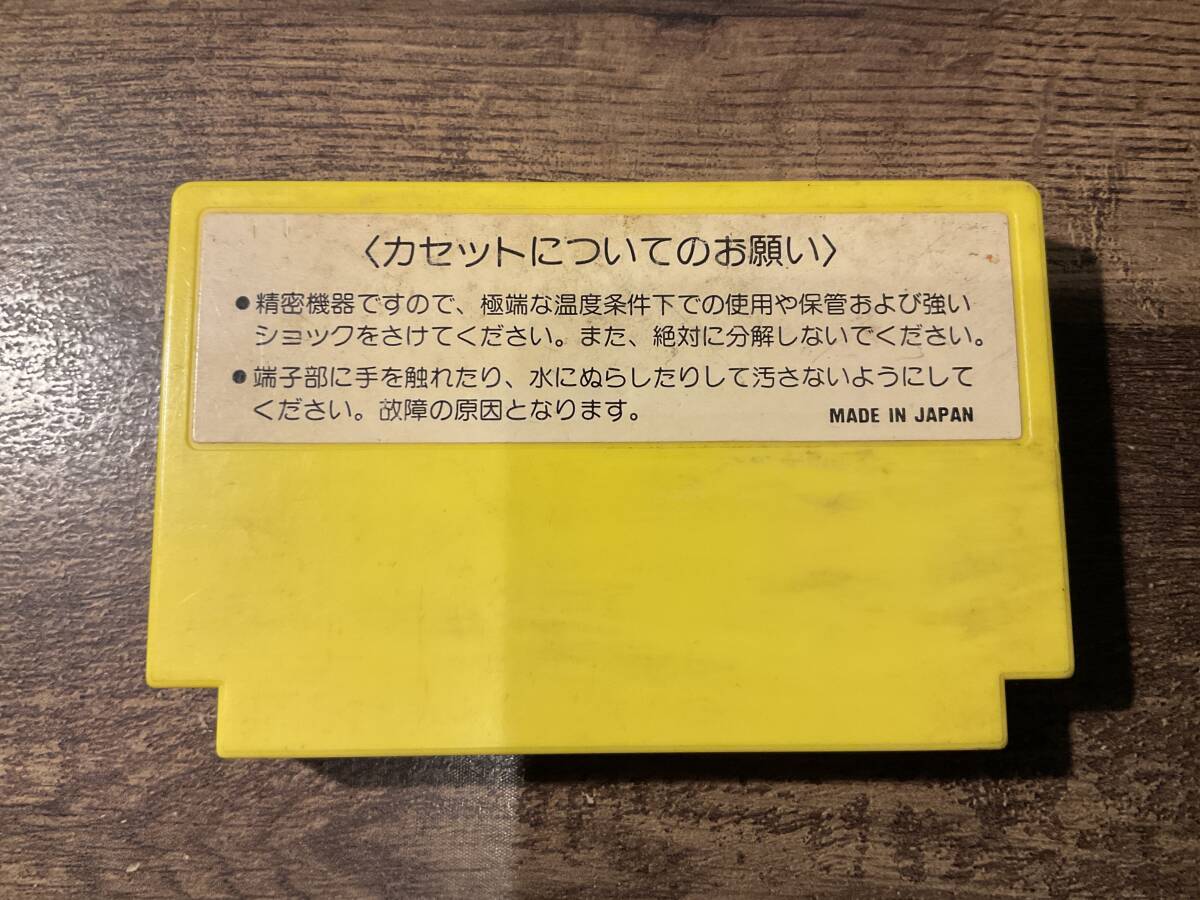 〈カセットについてのお願い〉
●精密機器ですので、極端な温度条件下での使用や保管および強い
ショックをさけてください。また、絶対に分解しないでください。
●端子部に手を触れたり、水にぬらしたりして汚さないようにして
ください。故障の原因となります。
MADE IN JAPAN